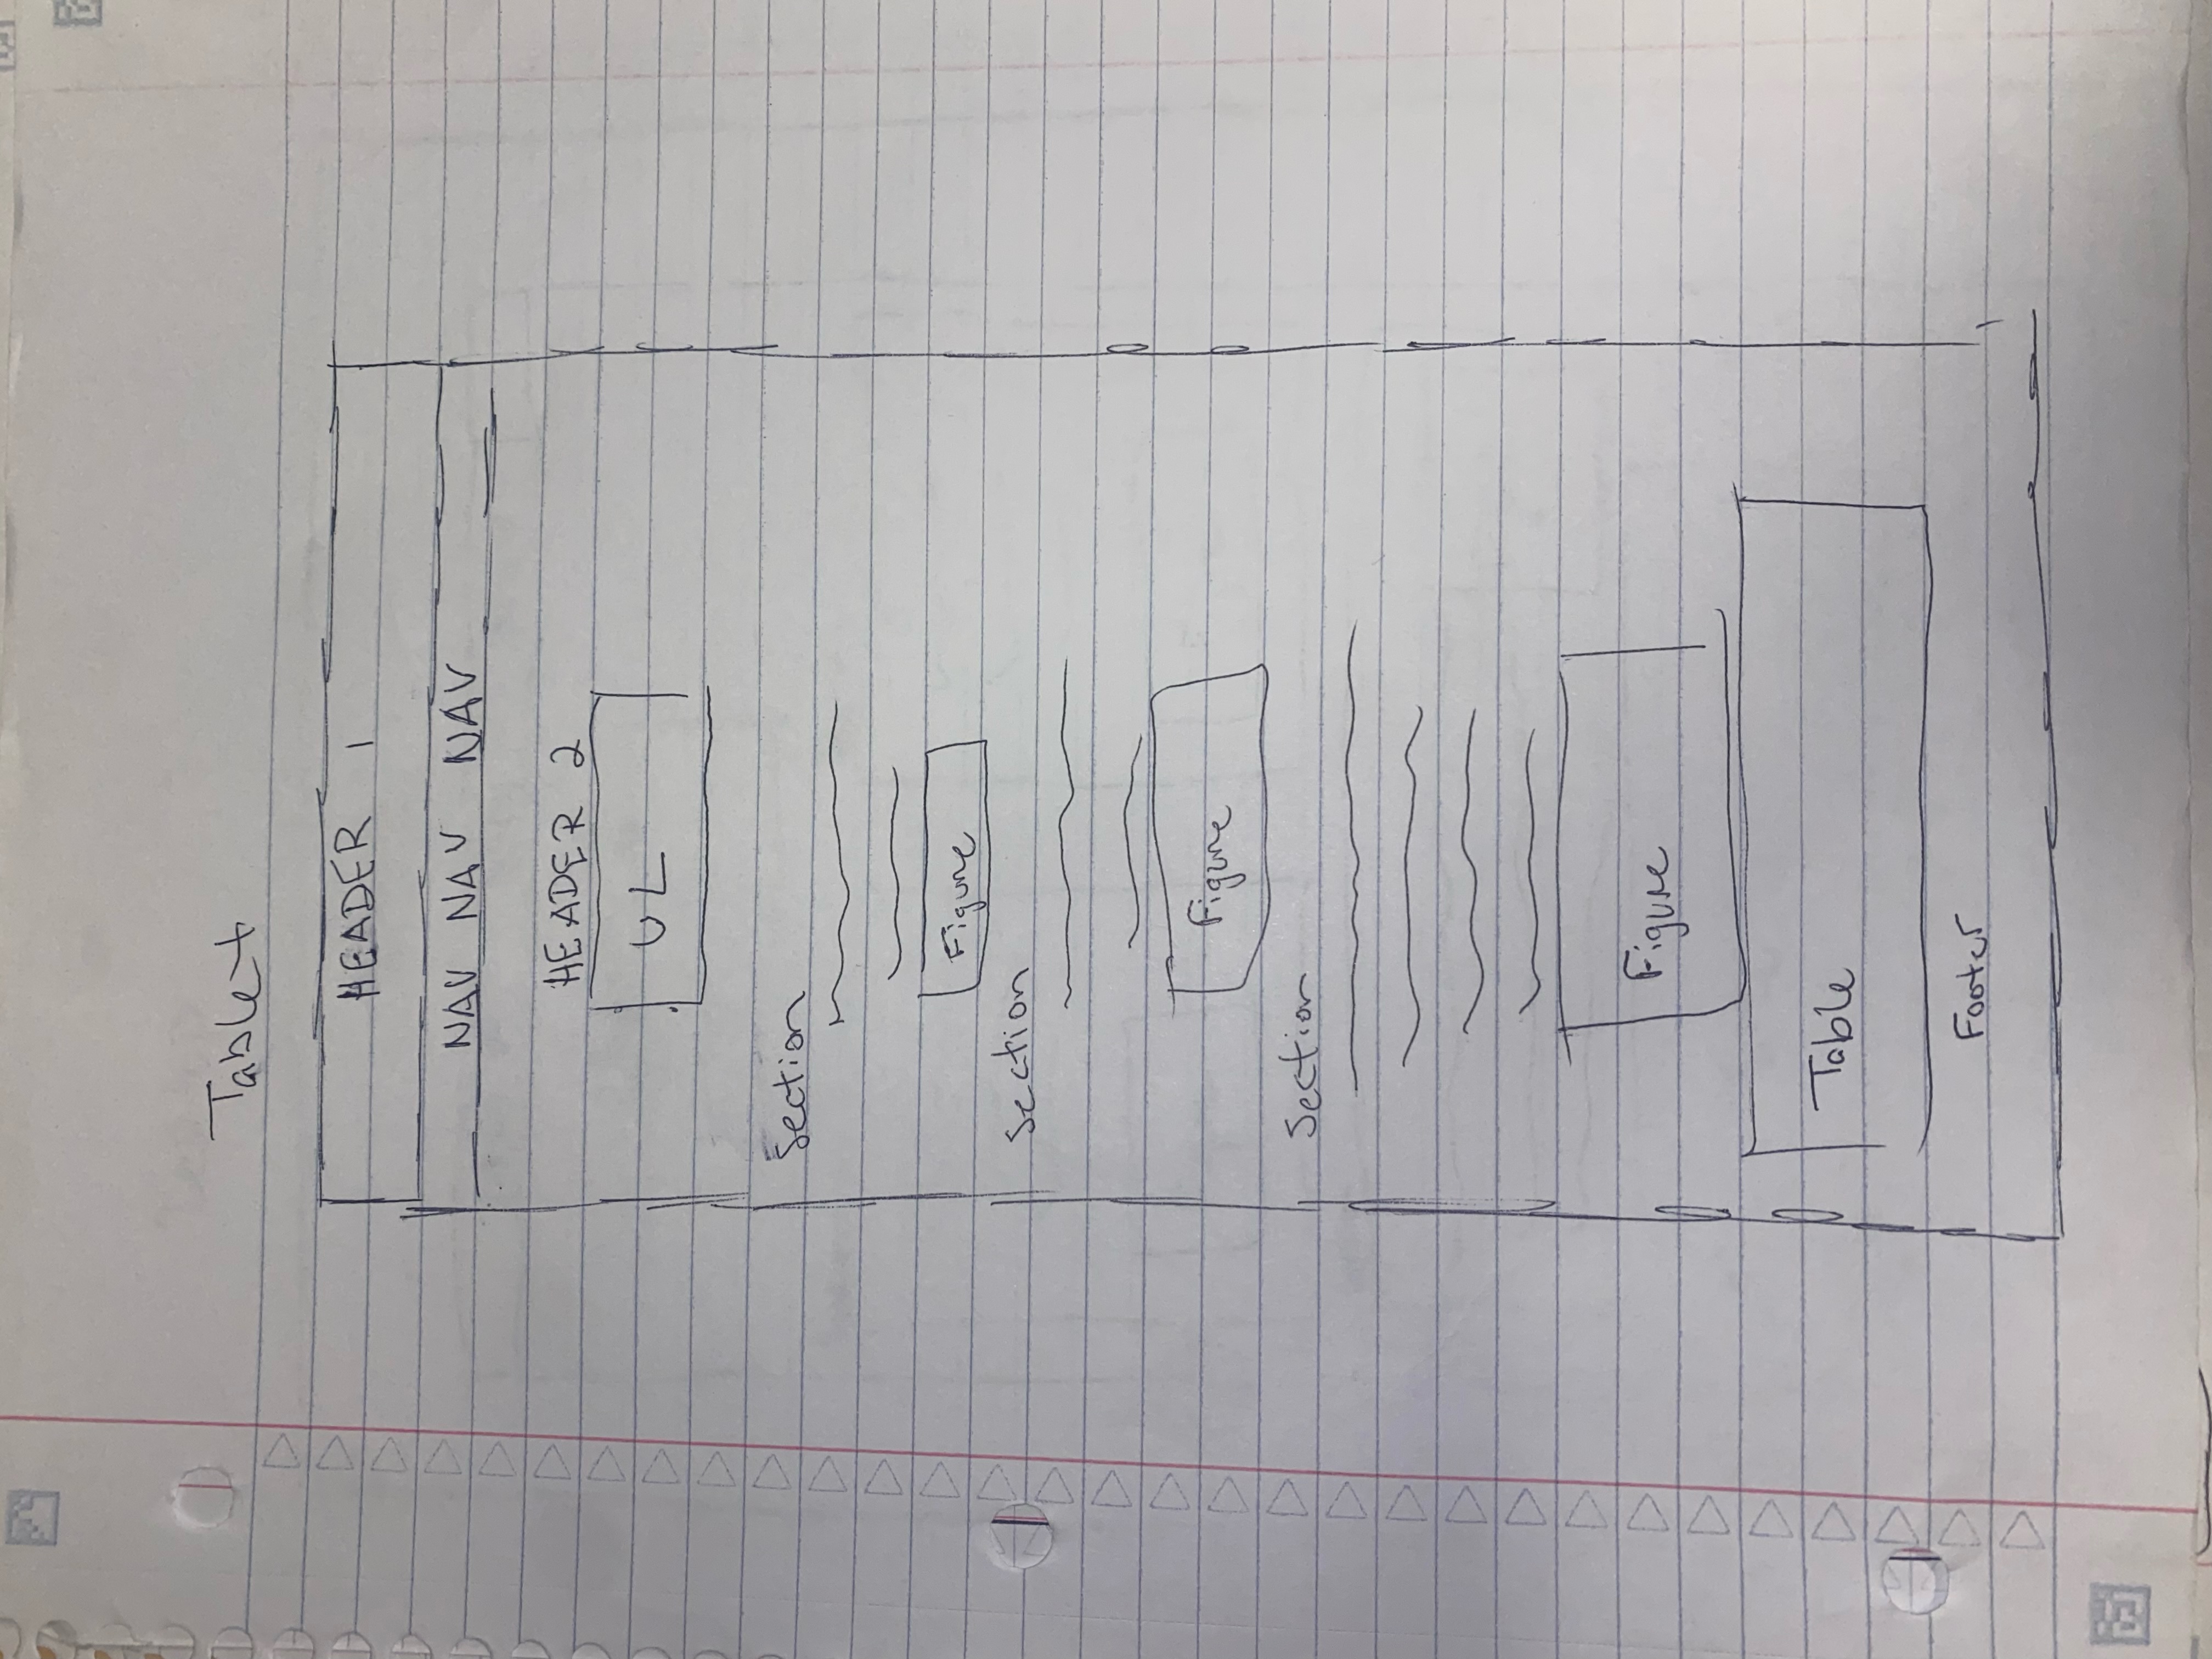 Tablet
HEADER 1
NAV NAV NAV
HEADER 2
UL
Section
Figure
Section
Figure
Section
Figure
Table
Footer